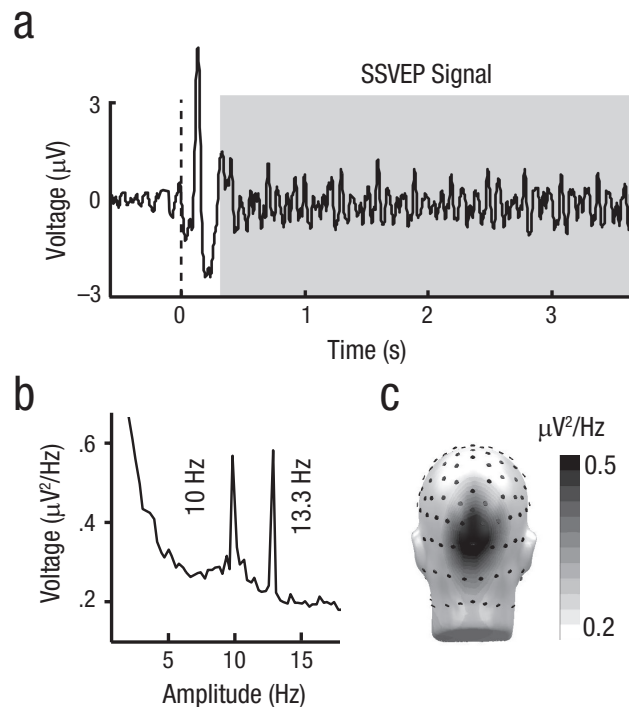 a
SSVEP Signal
Voltage (μV)
3
0
–3
0 1 2 3
Time (s)
b
Voltage (μV²/Hz)
.6
.4
.2
10 Hz
13.3 Hz
5 10 15
Amplitude (Hz)
c
μV²/Hz
0.5
0.2